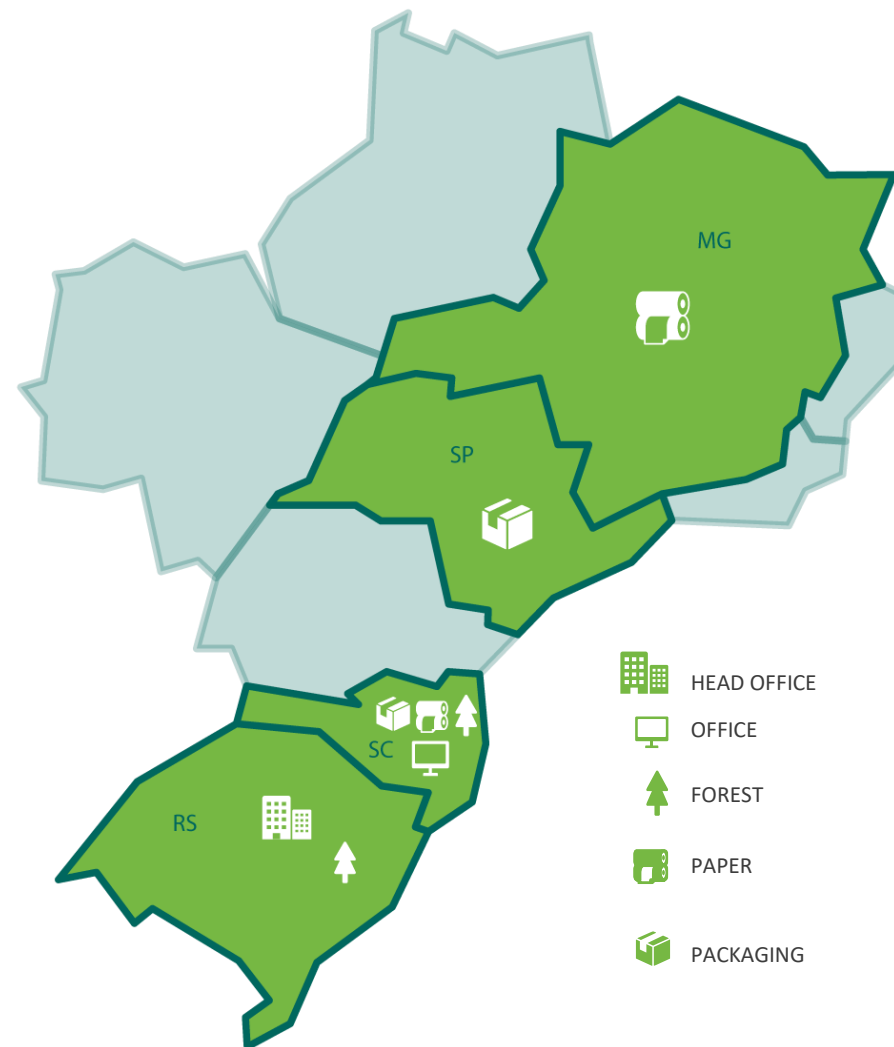 MG
SP
SC
RS
HEAD OFFICE
OFFICE
FOREST
PAPER
PACKAGING